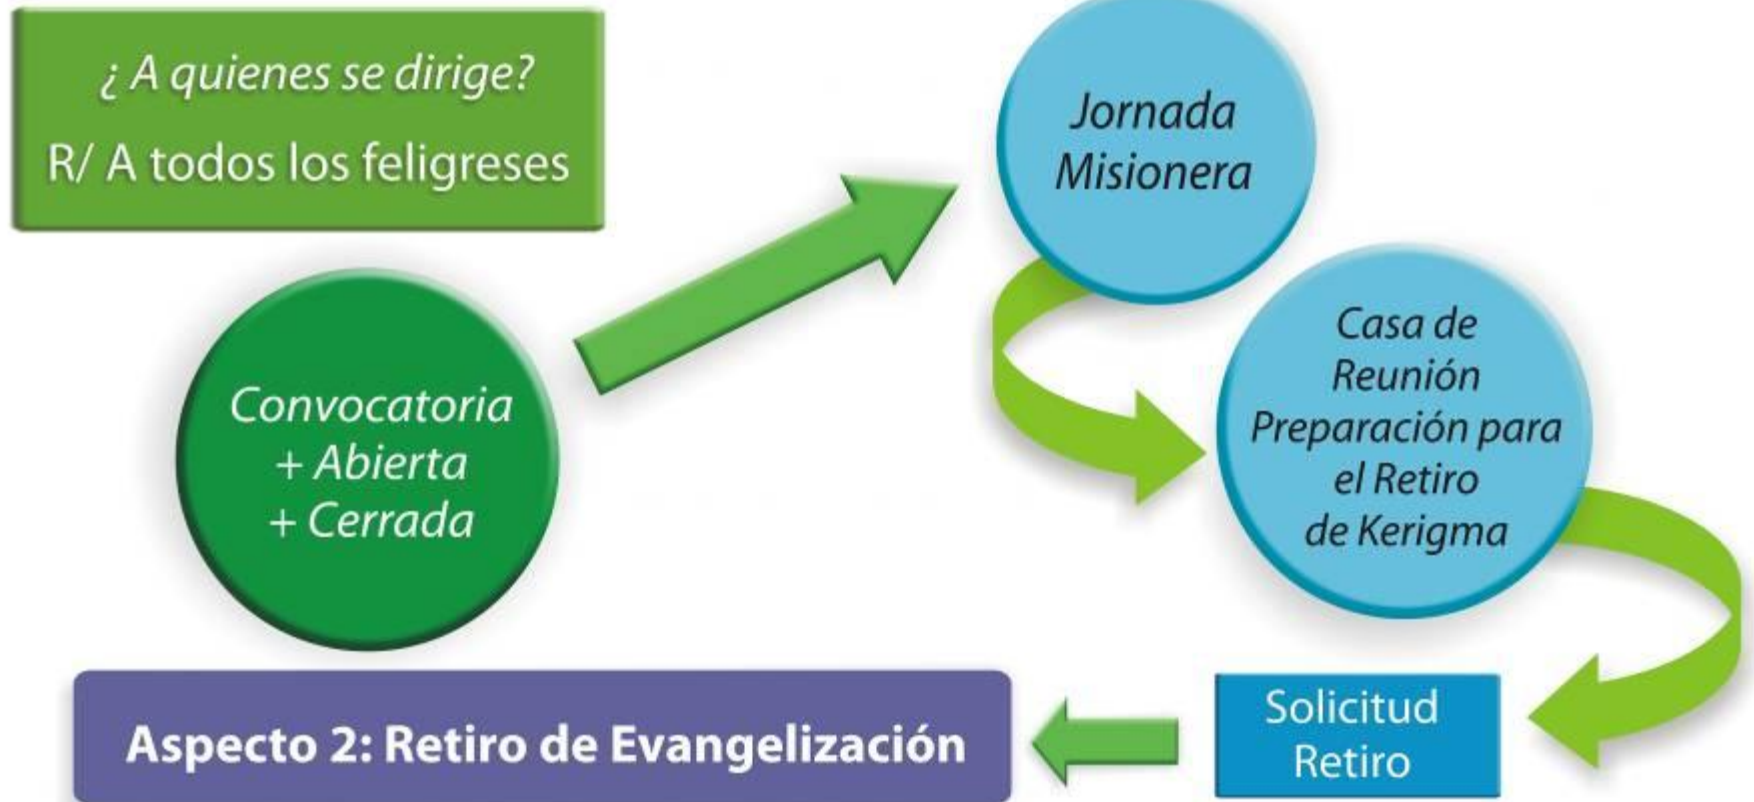 ¿ A quienes se dirige?
R/ A todos los feligreses
Convocatoria
+ Abierta
+ Cerrada
Jornada
Misionera
Casa de
Reunión
Preparación para
el Retiro
de Kerigma
Solicitud
Retiro
Aspecto 2: Retiro de Evangelización